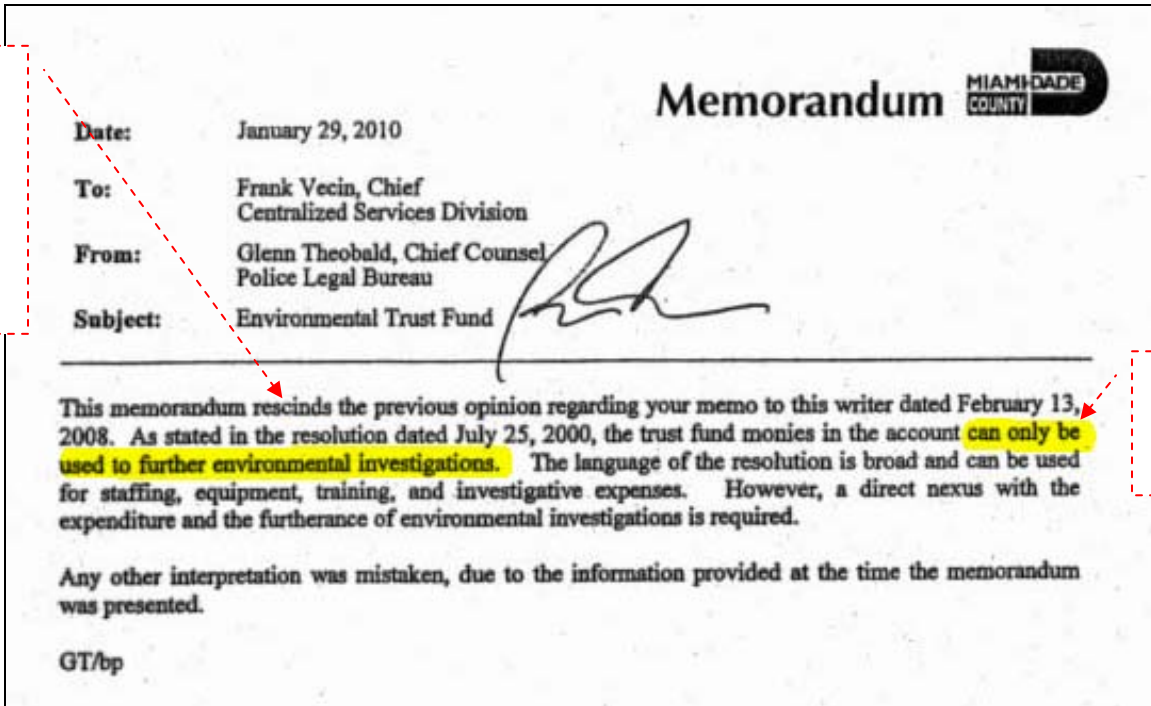 Memorandum
MIAMI-DADE
COUNTY
Date: January 29, 2010
To: Frank Vecin, Chief
Centralized Services Division
From: Glenn Theobald, Chief Counsel
Police Legal Bureau
Subject: Environmental Trust Fund
This memorandum rescinds the previous opinion regarding your memo to this writer dated February 13,
2008. As stated in the resolution dated July 25, 2000, the trust fund monies in the account can only be
used to further environmental investigations. The language of the resolution is broad and can be used
for staffing, equipment, training, and investigative expenses. However, a direct nexus with the
expenditure and the furtherance of environmental investigations is required.
Any other interpretation was mistaken, due to the information provided at the time the memorandum
was presented.
GT/bp